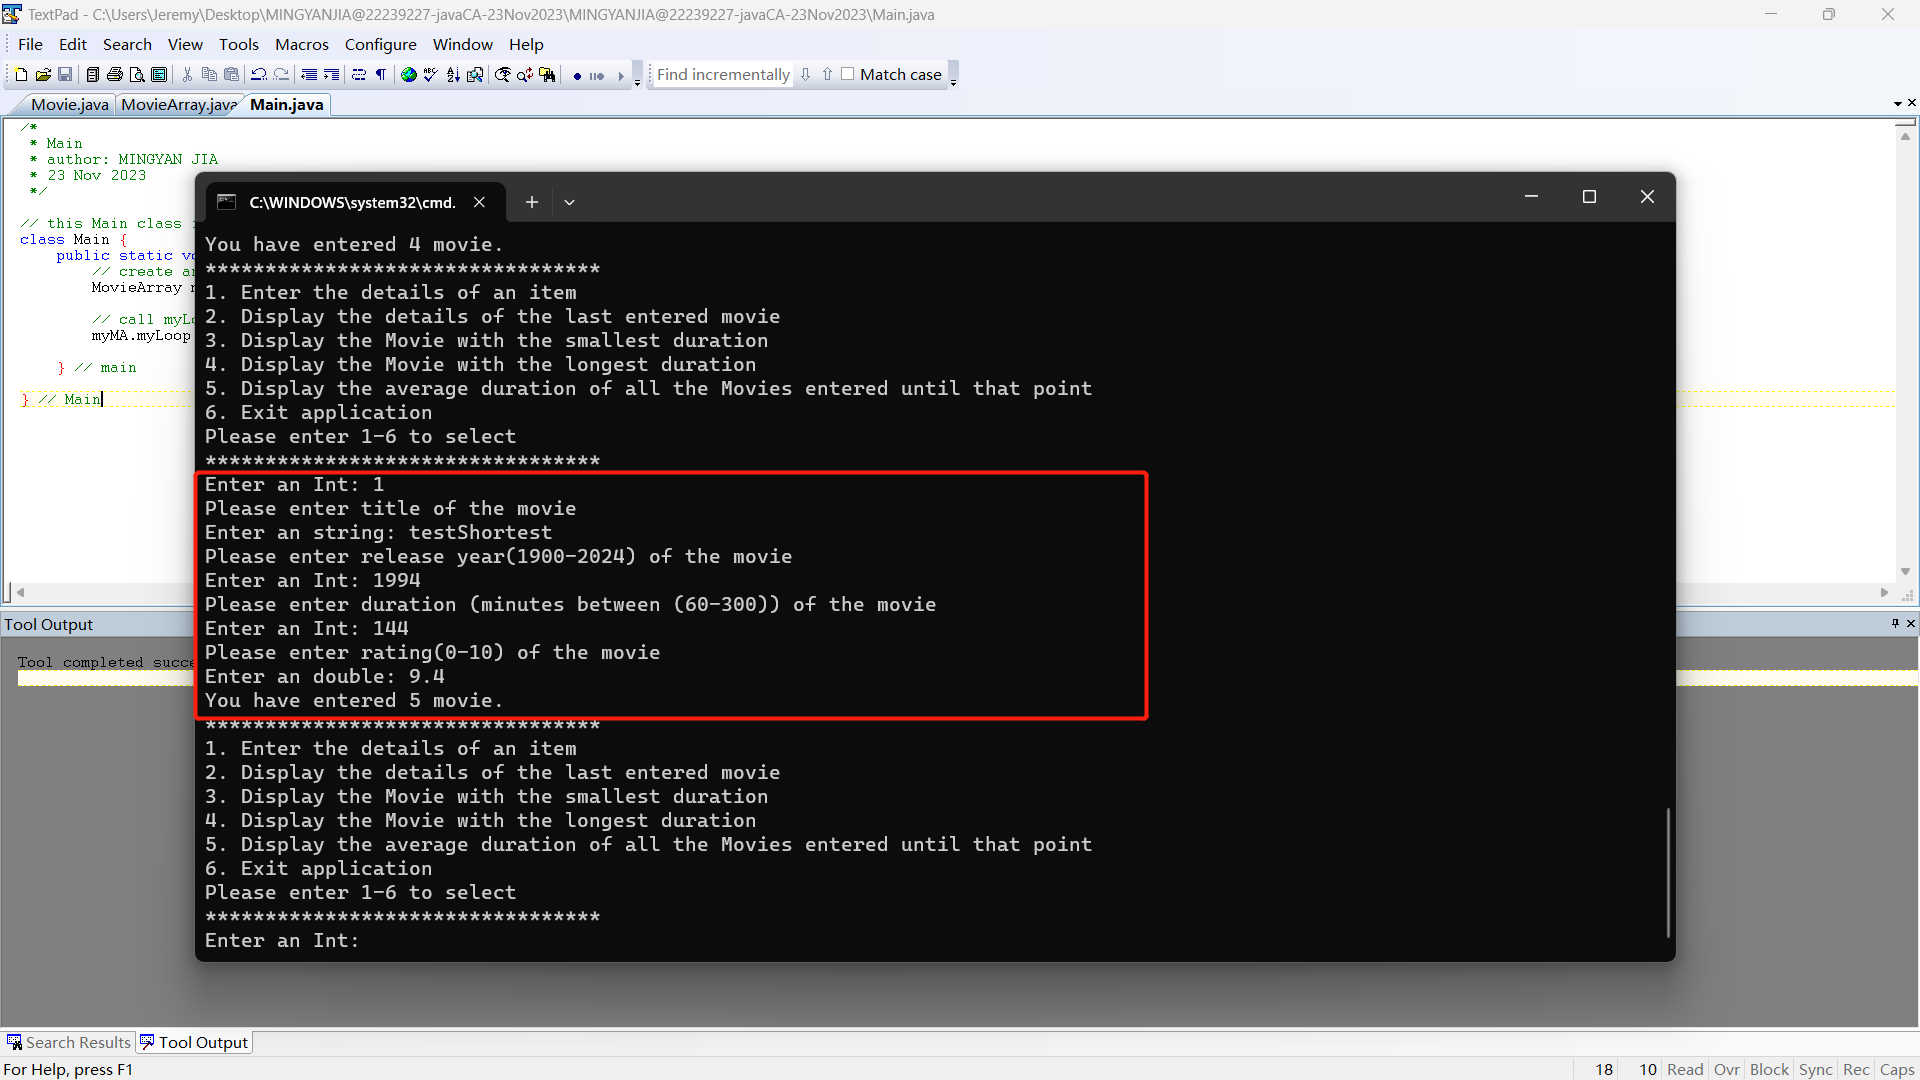 TextPad - C:\Users\Jeremy\Desktop\MINGYANJIA@22239227-javaCA-23Nov2023\MINGYANJIA@22239227-javaCA-23Nov2023\Main.java
File Edit Search View Tools Macros Configure Window Help
Find incrementally Match case
Movie.java MovieArray.java Main.java
/*
* Main
* author: MINGYAN JIA
* 23 Nov 2023
*/
// this Main class
class Main {
public static
// create
MovieArray
// call
myMA.myLoop
} // main
} // Main
C:\WINDOWS\system32\cmd.
You have entered 4 movie.
*********************************
1. Enter the details of an item
2. Display the details of the last entered movie
3. Display the Movie with the smallest duration
4. Display the Movie with the longest duration
5. Display the average duration of all the Movies entered until that point
6. Exit application
Please enter 1-6 to select
*********************************
Enter an Int: 1
Please enter title of the movie
Enter an string: testShortest
Please enter release year(1900-2024) of the movie
Enter an Int: 1994
Please enter duration (minutes between (60-300)) of the movie
Enter an Int: 144
Please enter rating(0-10) of the movie
Enter an double: 9.4
You have entered 5 movie.
*********************************
1. Enter the details of an item
2. Display the details of the last entered movie
3. Display the Movie with the smallest duration
4. Display the Movie with the longest duration
5. Display the average duration of all the Movies entered until that point
6. Exit application
Please enter 1-6 to select
*********************************
Enter an Int:
Tool Output
Tool completed
Search Results Tool Output
For Help, press F1
18 10 Read Ovr Block Sync Rec Caps